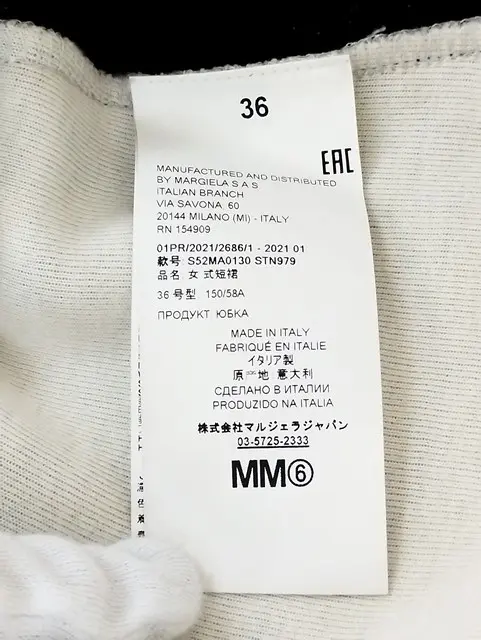 36
EAC
MANUFACTURED AND DISTRIBUTED
BY MARGIELA S A S
ITALIAN BRANCH
VIA SAVONA 60
20144 MILANO (MI) - ITALY
RN 154909
01PR/2021/2686/1 - 2021 01
款号 S52MA0130 STN979
品名 女式短裙
36 号型 150/58A
ПРОДУКТ ЮБКА
MADE IN ITALY
FABRIQUÉ EN ITALIE
イタリア製
原 地 意大利
СДЕЛАНО В ИТАЛИИ
PRODUZIDO NA ITALIA
株式会社マルジェラジャパン
03-5725-2333
MM⑥